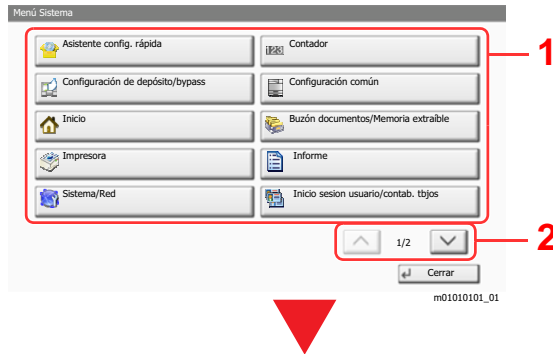 Menú Sistema
Asistente config. rápida
123 Contador
Configuración de depósito/bypass
Configuración común
Inicio
Buzón documentos/Memoria extraíble
Impresora
Informe
Sistema/Red
Inicio sesion usuario/contab. tbjos
1
1/2
2
Cerrar
m01010101_01